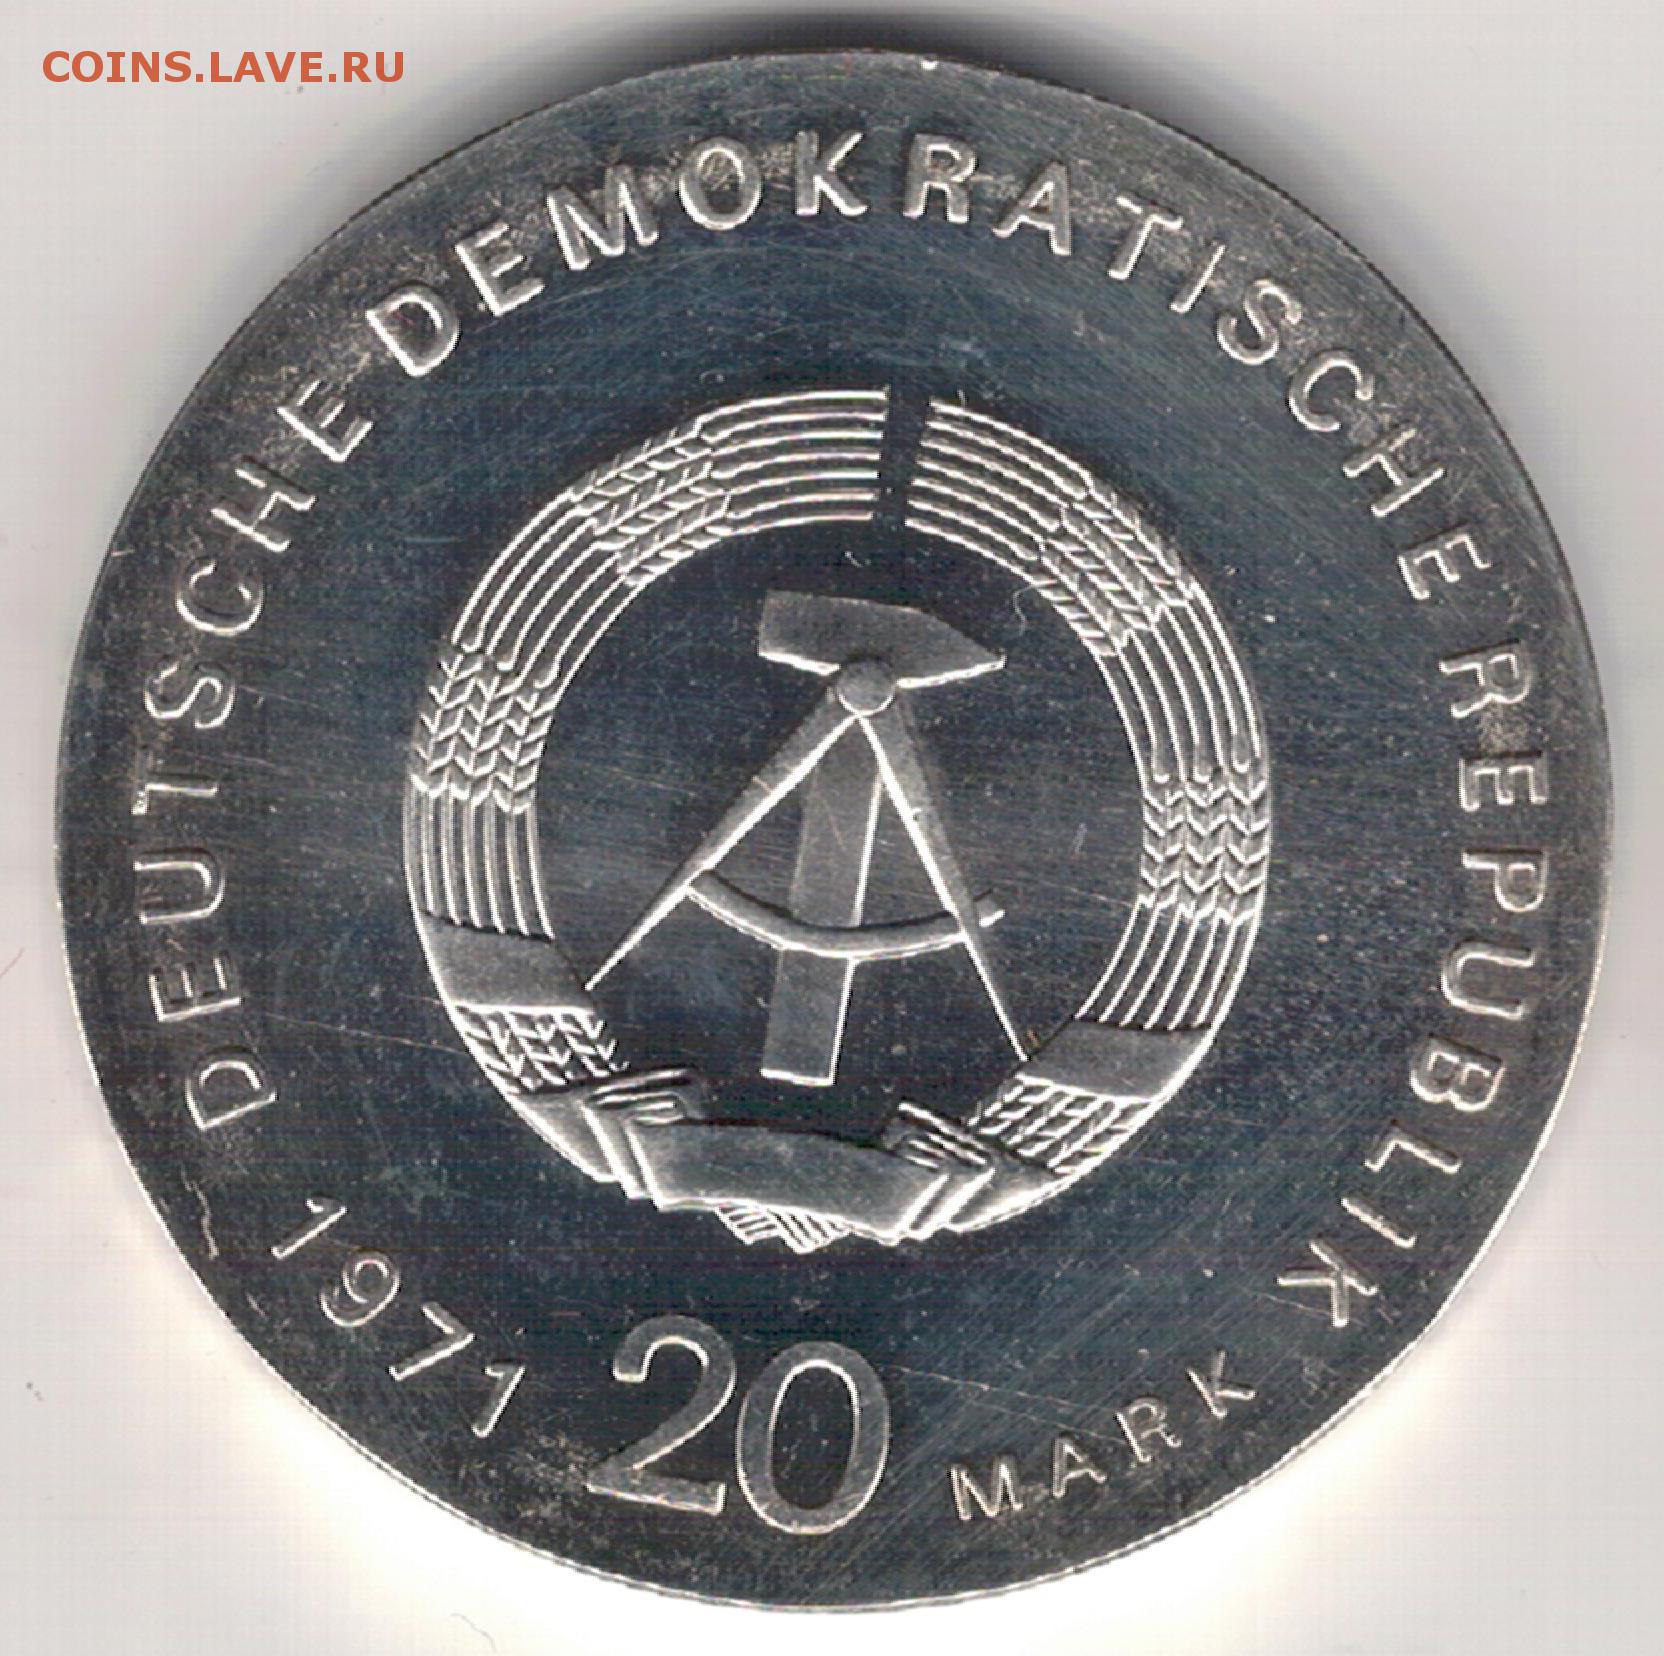 COINS.LAVE.RU
DEUTSCHE DEMOKRATISCHE REPUBLIK
1971 20 MARK